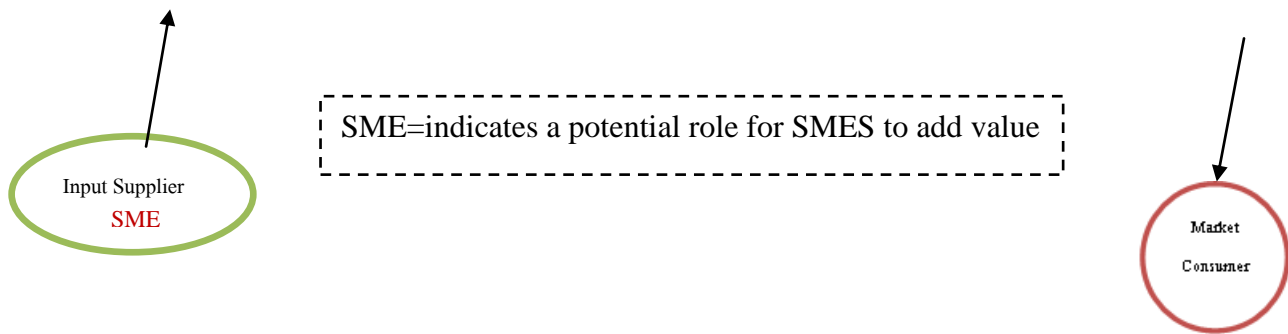 SME=indicates a potential role for SMES to add value
Input Supplier
SME
Market
Consumer